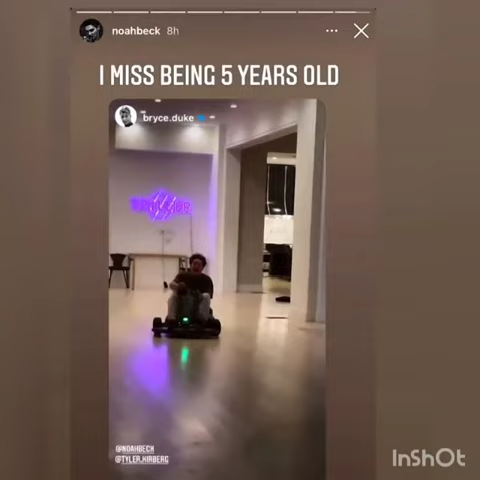 noahbeck 8h
I MISS BEING 5 YEARS OLD
bryce.duke
@NOAHBECK
@TYLER.KIRBERG
InShOt